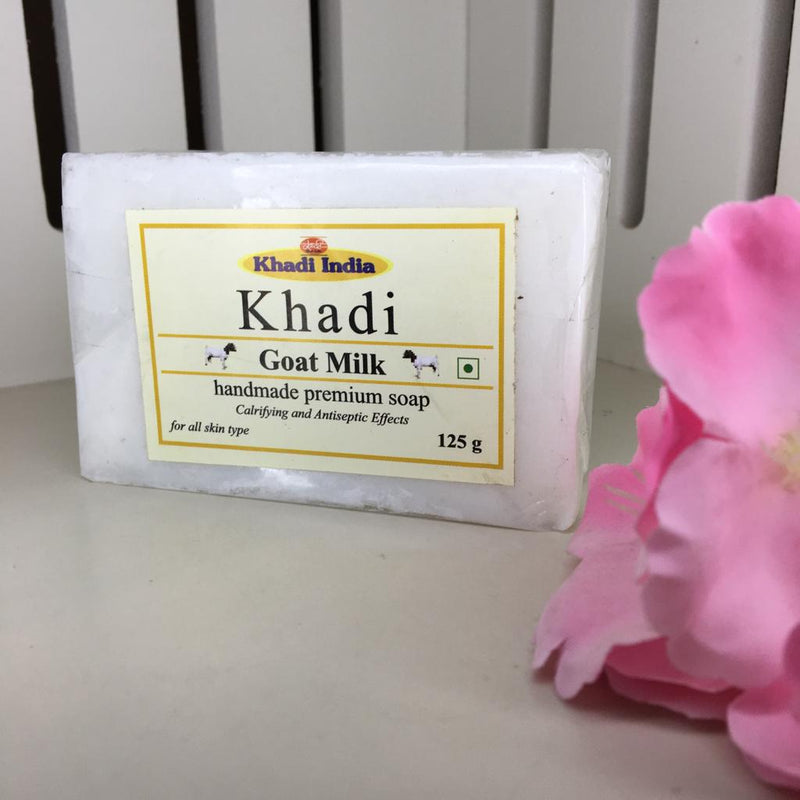 Khadi India
Khadi
Goat Milk
handmade premium soap
Calrifying and Antiseptic Effects
for all skin type
125 g